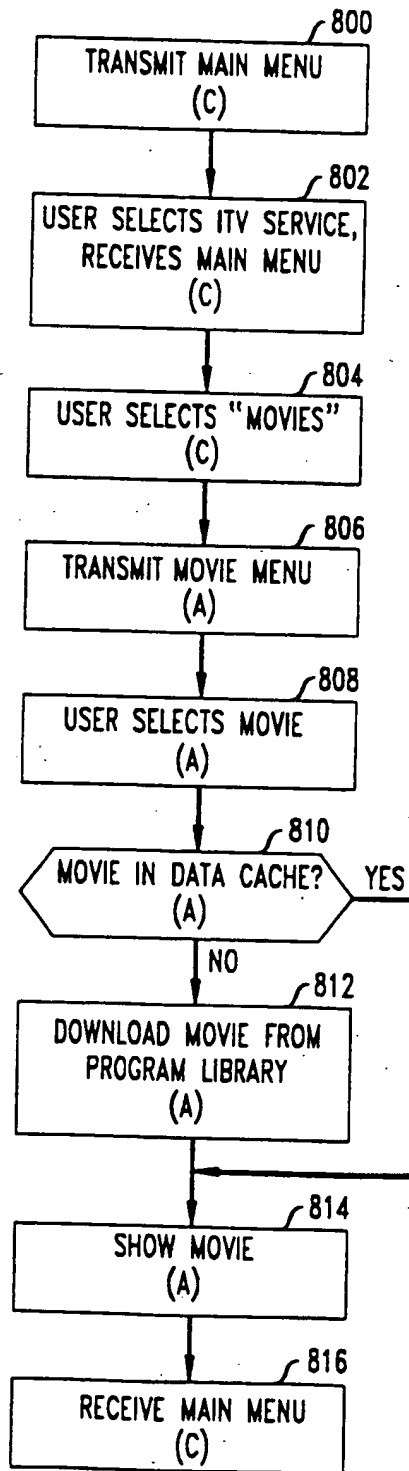 800
TRANSMIT MAIN MENU
(C)
802
USER SELECTS ITV SERVICE,
RECEIVES MAIN MENU
(C)
804
USER SELECTS "MOVIES"
(C)
806
TRANSMIT MOVIE MENU
(A)
808
USER SELECTS MOVIE
(A)
810
MOVIE IN DATA CACHE?
(A)
YES
NO
812
DOWNLOAD MOVIE FROM
PROGRAM LIBRARY
(A)
814
SHOW MOVIE
(A)
816
RECEIVE MAIN MENU
(C)